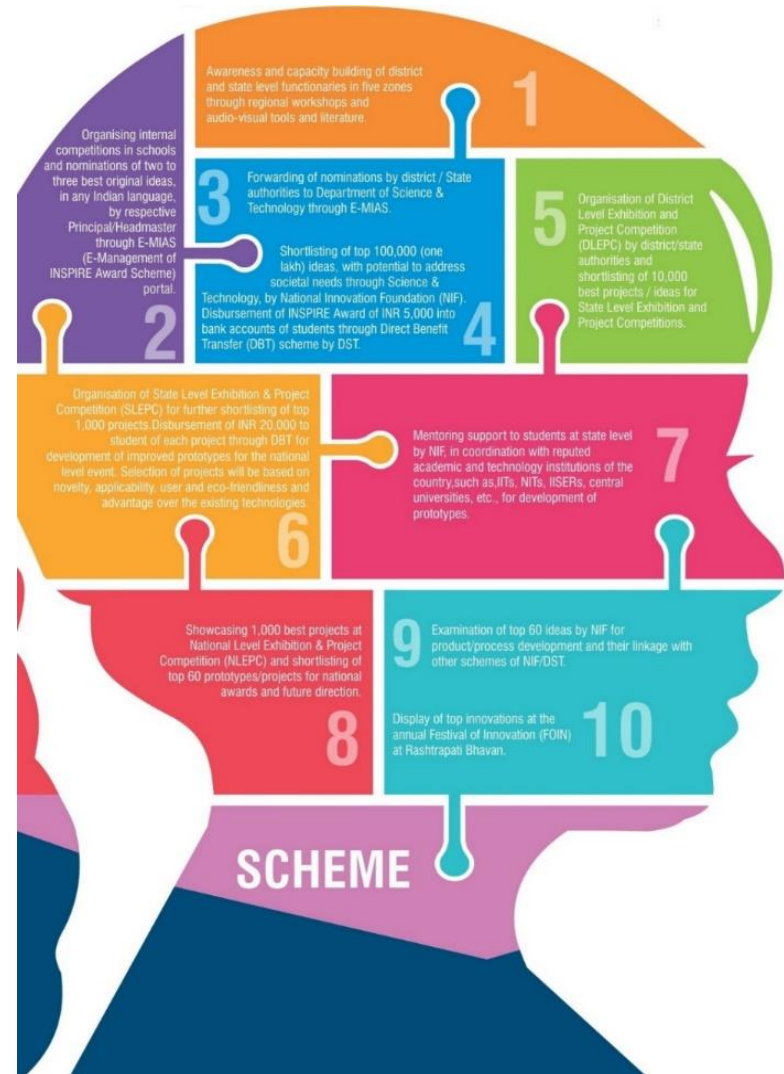 Awareness and capacity building of district
and state level functionaries in five zones
through regional workshops and
audio-visual tools and literature.
1
Organising internal
competitions in schools
and nominations of two to
three best original ideas,
in any Indian language,
by respective
Principal/Headmaster
through E-MIAS
(E-Management of
INSPIRE Award Scheme)
portal.
2
3
Forwarding of nominations by district / State
authorities to Department of Science &
Technology through E-MIAS.
Shortlisting of top 100,000 (one
lakh) ideas, with potential to address
societal needs through Science &
Technology, by National Innovation Foundation (NIF).
Disbursement of INSPIRE Award of INR 5,000 into
bank accounts of students through Direct Benefit
Transfer (DBT) scheme by DST.
4
5
Organisation of District
Level Exhibition and
Project Competition
(DLEPC) by district/state
authorities and
shortlisting of 10,000
best projects / ideas for
State Level Exhibition and
Project Competitions.
Organisation of State Level Exhibition & Project
Competition (SLEPC) for further shortlisting of top
1,000 projects.Disbursement of INR 20,000 to
student of each project through DBT for
development of improved prototypes for the national
level event. Selection of projects will be based on
novelty, applicability, user and eco-friendliness and
advantage over the existing technologies.
6
Mentoring support to students at state level
by NIF, in coordination with reputed
academic and technology institutions of the
country,such as,IITs, NITs, IISERs, central
universities, etc., for development of
prototypes.
7
Showcasing 1,000 best projects at
National Level Exhibition & Project
Competition (NLEPC) and shortlisting of
top 60 prototypes/projects for national
awards and future direction.
8
9
Examination of top 60 ideas by NIF for
product/process development and their linkage with
other schemes of NIF/DST.
Display of top innovations at the
annual Festival of Innovation (FOIN)
at Rashtrapati Bhavan.
10
SCHEME